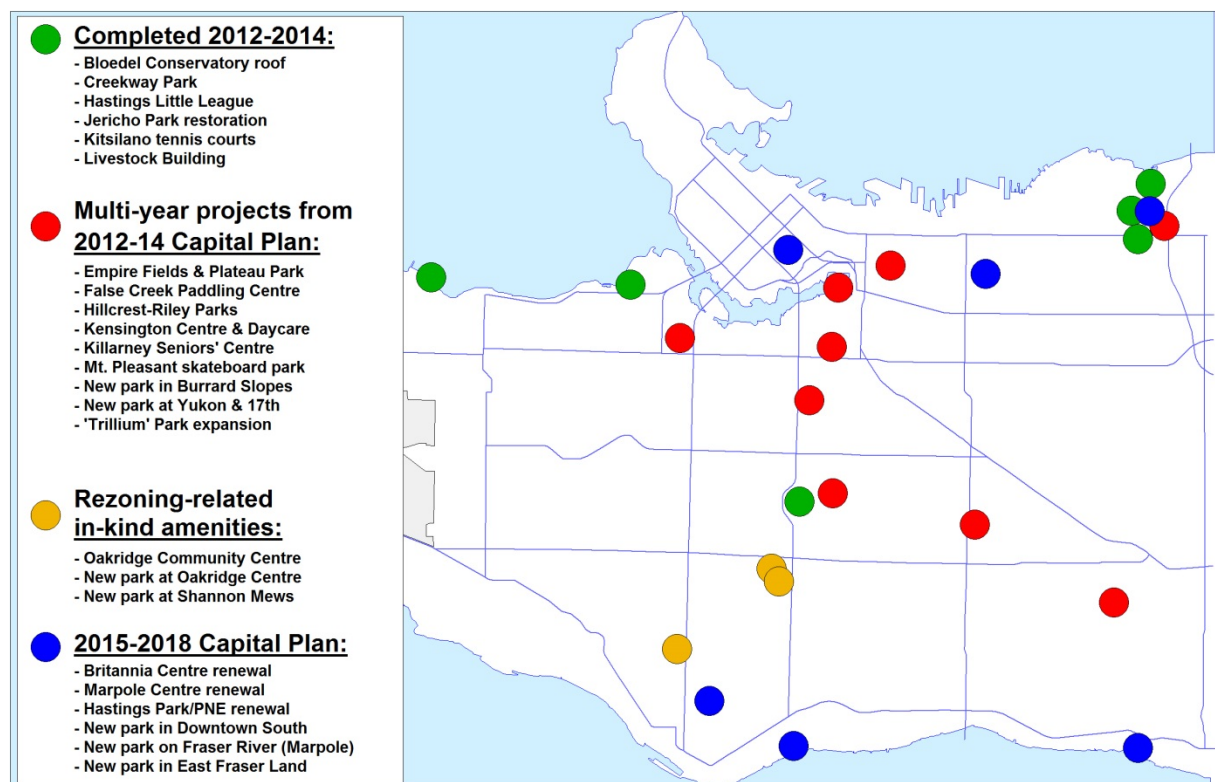 Completed 2012-2014:
- Bloedel Conservatory roof
- Creekway Park
- Hastings Little League
- Jericho Park restoration
- Kitsilano tennis courts
- Livestock Building
Multi-year projects from
2012-14 Capital Plan:
- Empire Fields & Plateau Park
- False Creek Paddling Centre
- Hillcrest-Riley Parks
- Kensington Centre & Daycare
- Killarney Seniors' Centre
- Mt. Pleasant skateboard park
- New park in Burrard Slopes
- New park at Yukon & 17th
- 'Trillium' Park expansion
Rezoning-related
in-kind amenities:
- Oakridge Community Centre
- New park at Oakridge Centre
- New park at Shannon Mews
2015-2018 Capital Plan:
- Britannia Centre renewal
- Marpole Centre renewal
- Hastings Park/PNE renewal
- New park in Downtown South
- New park on Fraser River (Marpole)
- New park in East Fraser Land